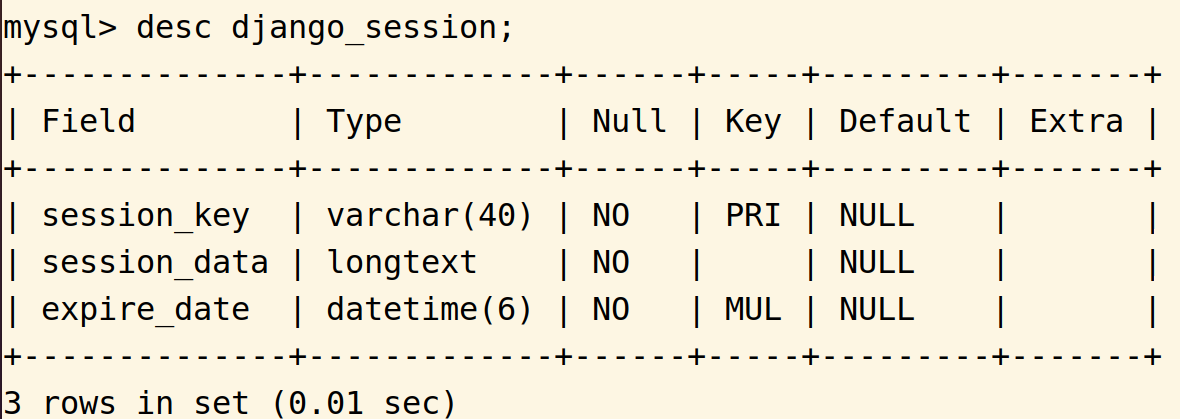 mysql> desc django_session;
+--------------+-------------+------+-----+---------+-------+
| Field        | Type        | Null | Key | Default | Extra |
+--------------+-------------+------+-----+---------+-------+
| session_key  | varchar(40) | NO   | PRI | NULL    |       |
| session_data | longtext    | NO   |     | NULL    |       |
| expire_date  | datetime(6) | NO   | MUL | NULL    |       |
+--------------+-------------+------+-----+---------+-------+
3 rows in set (0.01 sec)